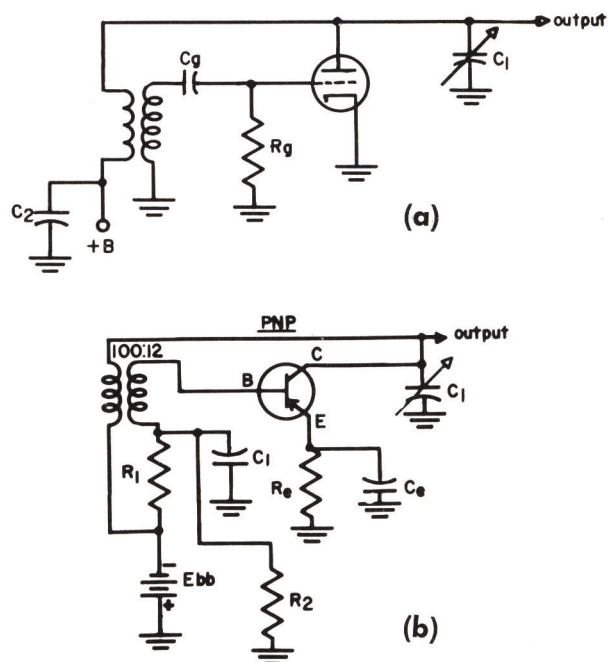 output
Cg
C1
Rg
C2
+B
(a)
PNP
output
100:12
C
B
C1
E
R1
C1
Re
Ce
-
Ebb
+
R2
(b)